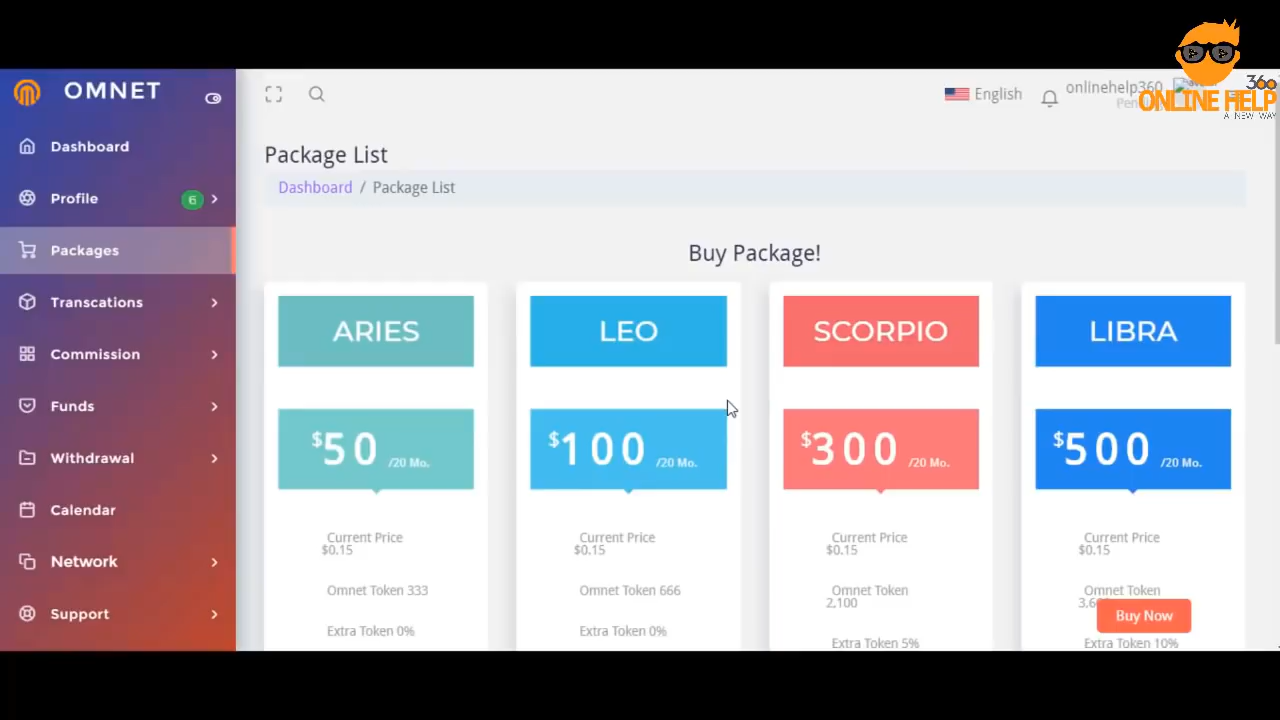 OMNET
Dashboard
Profile
6
Packages
Transcations
Commission
Funds
Withdrawal
Calendar
Network
Support
English
onlinehelp360
360
ONLINE HELP
A NEW WAY
Package List
Dashboard / Package List
Buy Package!
ARIES
$50 /20 Mo.
Current Price
$0.15
Omnet Token 333
Extra Token 0%
LEO
$100 /20 Mo.
Current Price
$0.15
Omnet Token 666
Extra Token 0%
SCORPIO
$300 /20 Mo.
Current Price
$0.15
Omnet Token
2,100
Extra Token 5%
LIBRA
$500 /20 Mo.
Current Price
$0.15
Omnet Token
Buy Now
Extra Token 10%